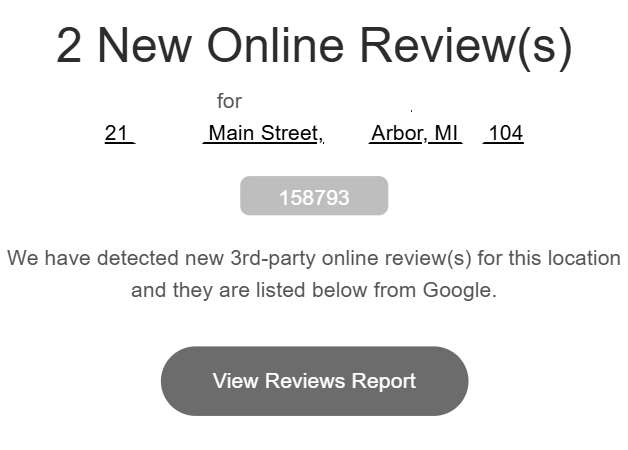 2 New Online Review(s)
for
21 Main Street, Arbor, MI 104
158793
We have detected new 3rd-party online review(s) for this location
and they are listed below from Google.
View Reviews Report